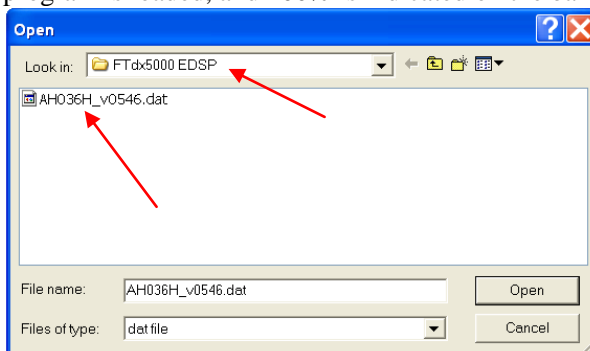 Open
Look in: FTdx5000 EDSP
AH036H_v0546.dat
File name: AH036H_v0546.dat Open
Files of type: dat file Cancel